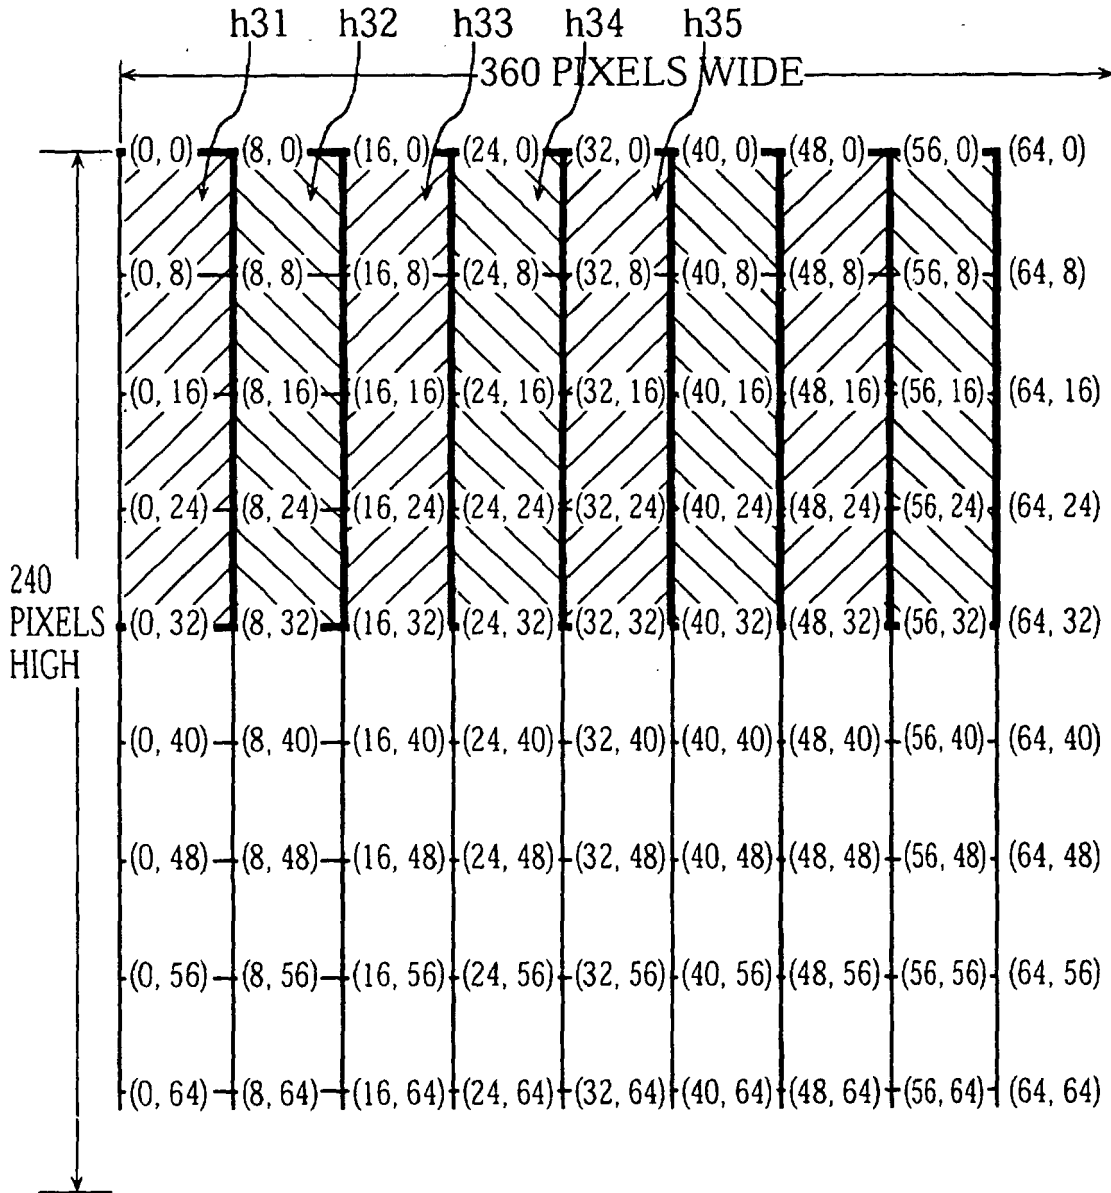 h31 h32 h33 h34 h35
360 PIXELS WIDE
(0, 0) (8, 0) (16, 0) (24, 0) (32, 0) (40, 0) (48, 0) (56, 0) (64, 0)
(0, 8) (8, 8) (16, 8) (24, 8) (32, 8) (40, 8) (48, 8) (56, 8) (64, 8)
(0, 16) (8, 16) (16, 16) (24, 16) (32, 16) (40, 16) (48, 16) (56, 16) (64, 16)
(0, 24) (8, 24) (16, 24) (24, 24) (32, 24) (40, 24) (48, 24) (56, 24) (64, 24)
240
PIXELS
HIGH
(0, 32) (8, 32) (16, 32) (24, 32) (32, 32) (40, 32) (48, 32) (56, 32) (64, 32)
(0, 40) (8, 40) (16, 40) (24, 40) (32, 40) (40, 40) (48, 40) (56, 40) (64, 40)
(0, 48) (8, 48) (16, 48) (24, 48) (32, 48) (40, 48) (48, 48) (56, 48) (64, 48)
(0, 56) (8, 56) (16, 56) (24, 56) (32, 56) (40, 56) (48, 56) (56, 56) (64, 56)
(0, 64) (8, 64) (16, 64) (24, 64) (32, 64) (40, 64) (48, 64) (56, 64) (64, 64)